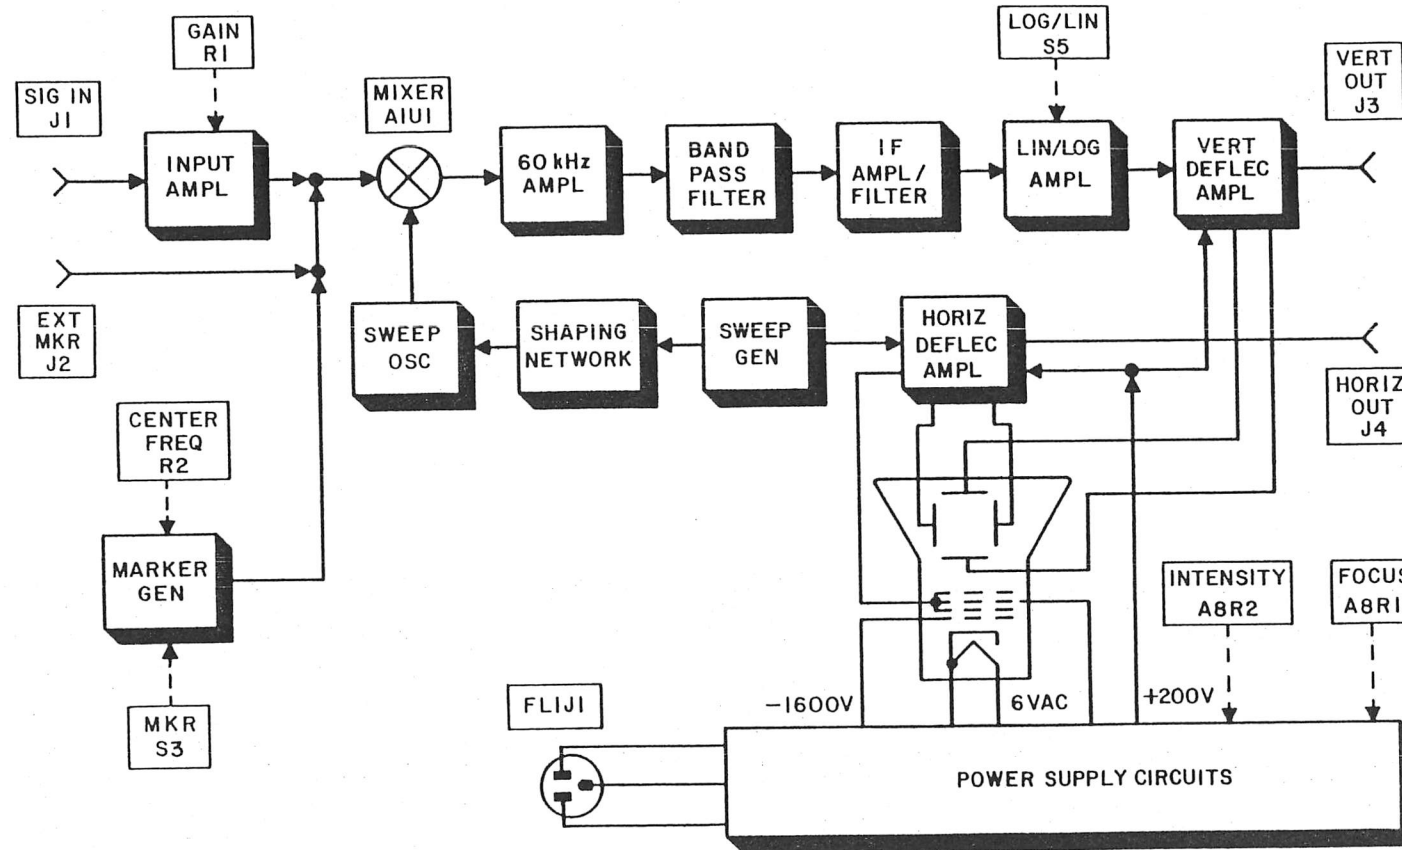 GAIN
R1
LOG/LIN
S5
VERT
OUT
J3
SIG IN
J1
MIXER
A1U1
INPUT
AMPL
60 kHz
AMPL
BAND
PASS
FILTER
IF
AMPL/
FILTER
LIN/LOG
AMPL
VERT
DEFLEC
AMPL
EXT
MKR
J2
SWEEP
OSC
SHAPING
NETWORK
SWEEP
GEN
HORIZ
DEFLEC
AMPL
HORIZ
OUT
J4
CENTER
FREQ
R2
MARKER
GEN
INTENSITY
A8R2
FOCUS
A8R1
MKR
S3
FL1J1
-1600V
6VAC
+200V
POWER SUPPLY CIRCUITS